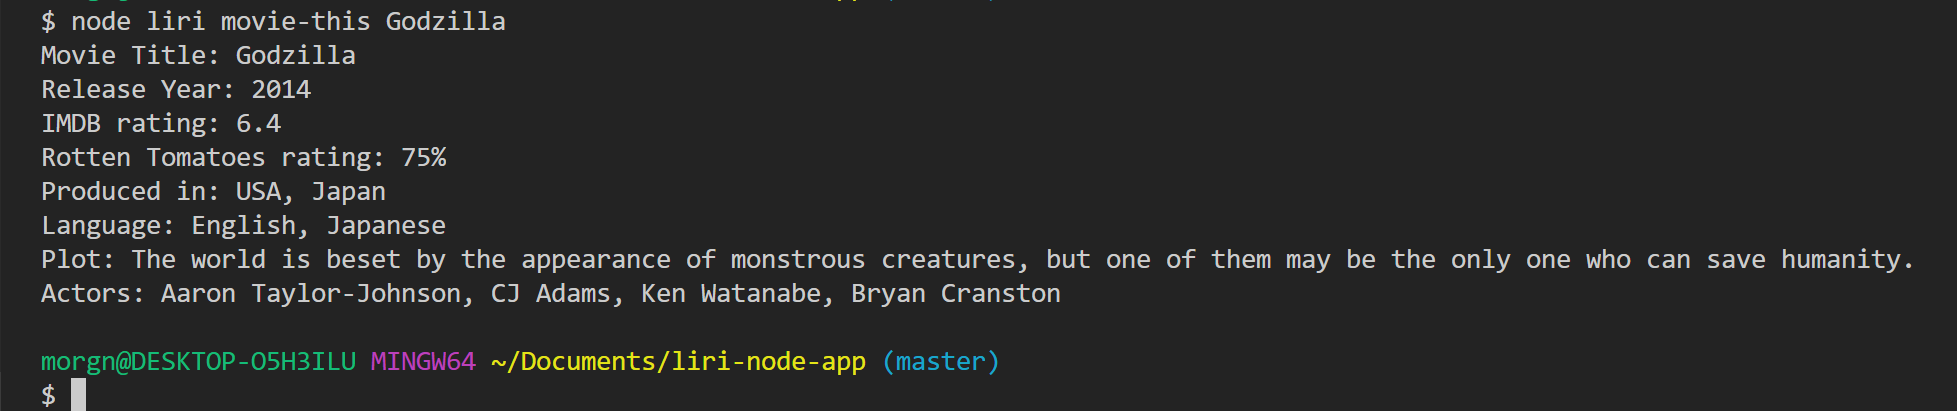 $ node liri movie-this Godzilla
Movie Title: Godzilla
Release Year: 2014
IMDB rating: 6.4
Rotten Tomatoes rating: 75%
Produced in: USA, Japan
Language: English, Japanese
Plot: The world is beset by the appearance of monstrous creatures, but one of them may be the only one who can save humanity.
Actors: Aaron Taylor-Johnson, CJ Adams, Ken Watanabe, Bryan Cranston
morgn@DESKTOP-O5H3ILU MINGW64 ~/Documents/liri-node-app (master)
$